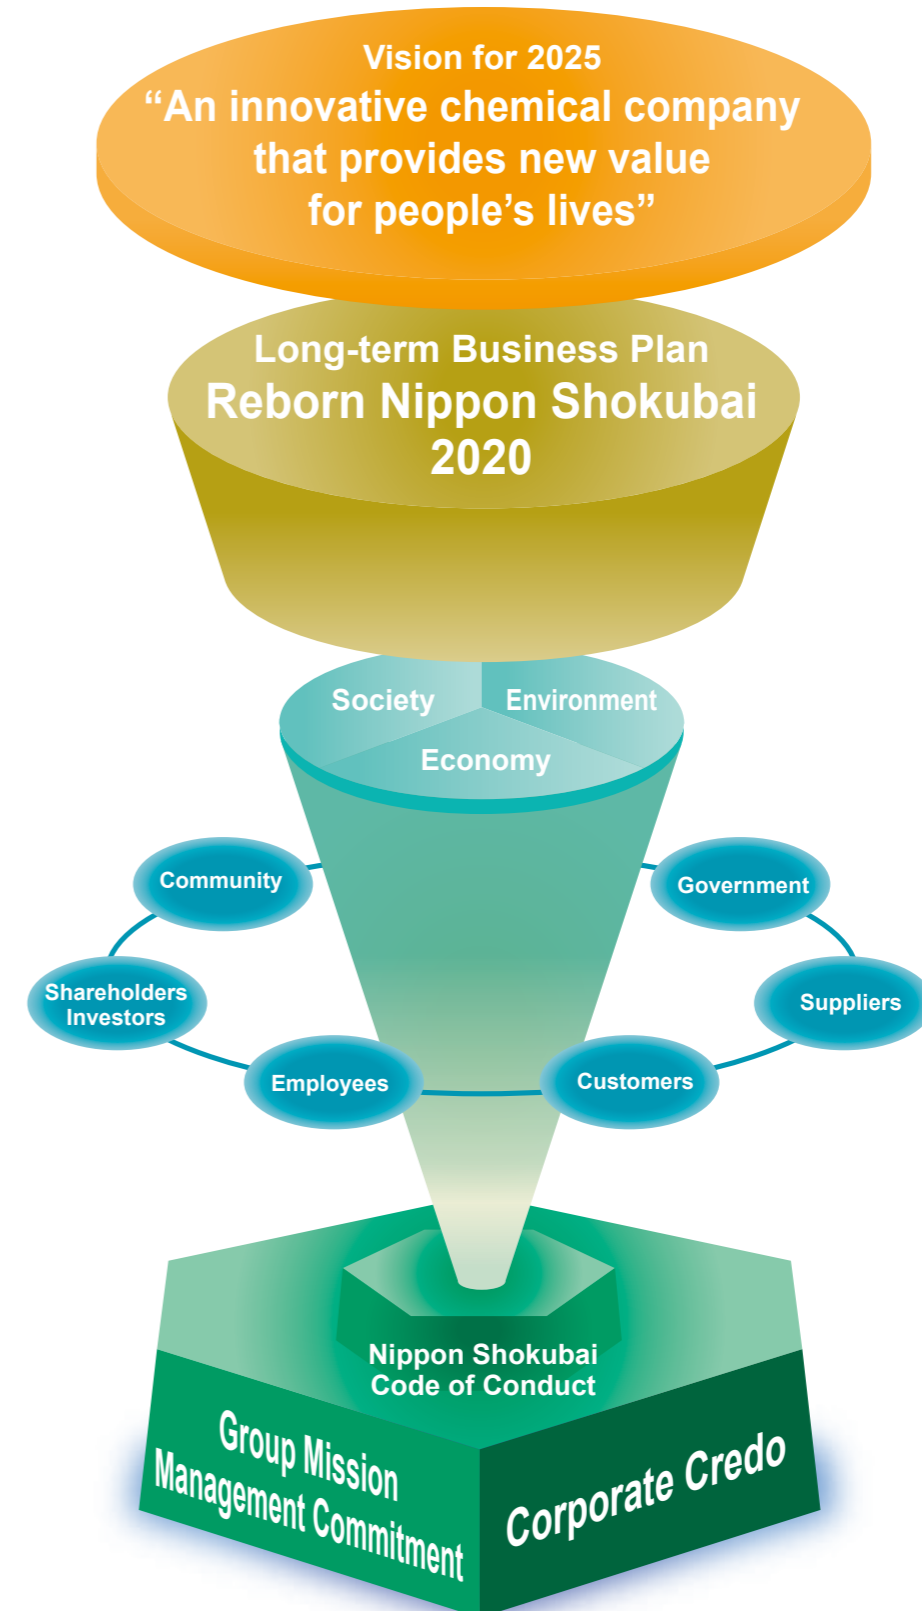 Vision for 2025
“An innovative chemical company
that provides new value
for people’s lives”
Long-term Business Plan
Reborn Nippon Shokubai
2020
Society
Environment
Economy
Community
Government
Shareholders
Investors
Suppliers
Employees
Customers
Nippon Shokubai
Code of Conduct
Group Mission
Management Commitment
Corporate Credo